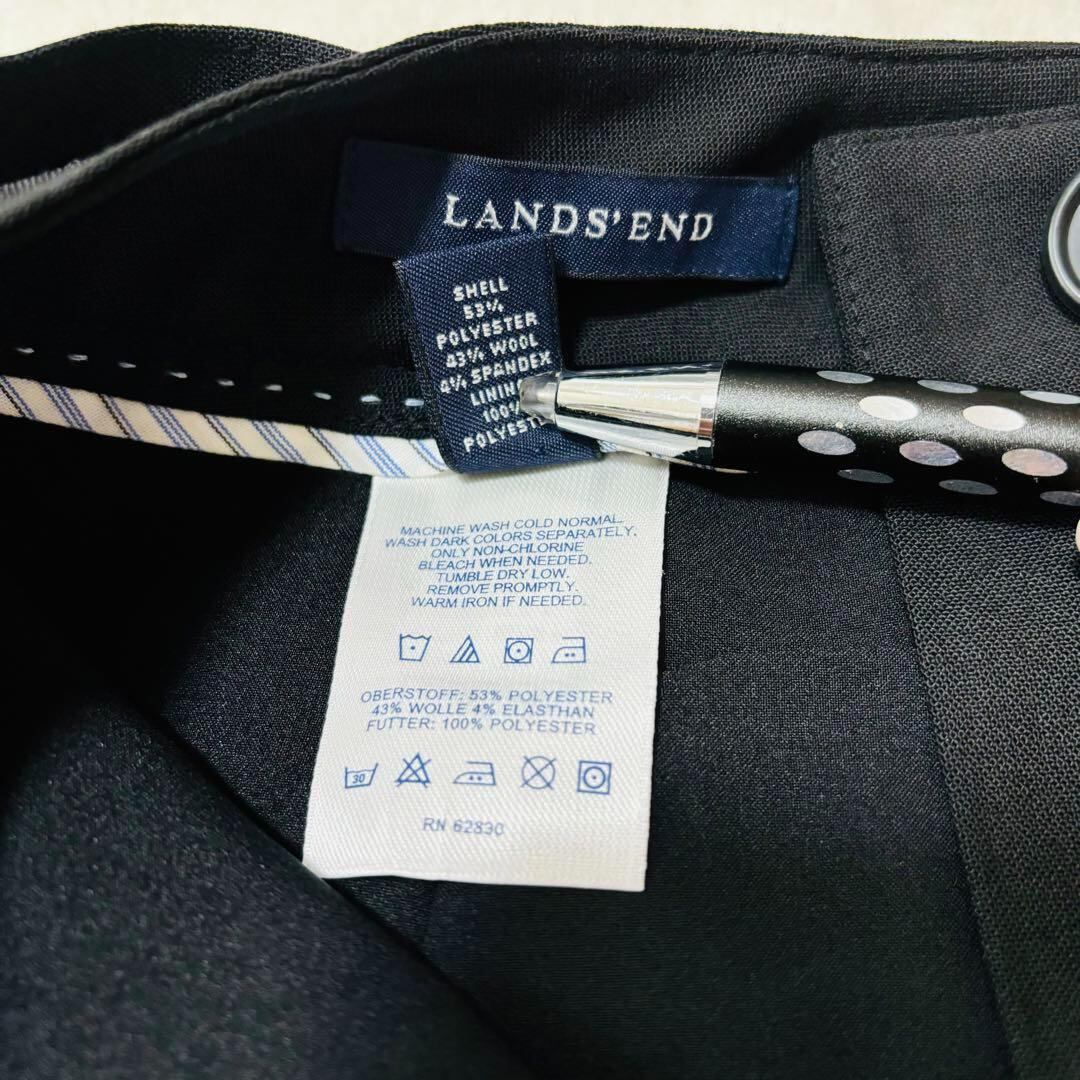 LANDS' END
SHELL
53%
POLYESTER
43% WOOL
4% SPANDEX
LINING
100%
POLYESTER
MACHINE WASH COLD NORMAL.
WASH DARK COLORS SEPARATELY.
ONLY NON-CHLORINE
BLEACH WHEN NEEDED.
TUMBLE DRY LOW.
REMOVE PROMPTLY.
WARM IRON IF NEEDED.
OBERSTOFF: 53% POLYESTER
43% WOLLE 4% ELASTHAN
FUTTER: 100% POLYESTER
30
RN 62830